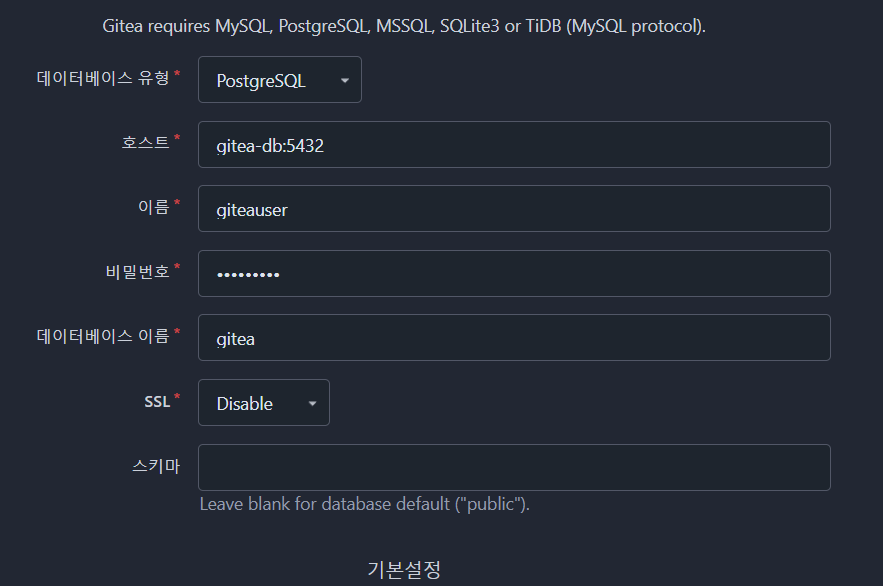 Gitea requires MySQL, PostgreSQL, MSSQL, SQLite3 or TiDB (MySQL protocol).
데이터베이스 유형* PostgreSQL
호스트* gitea-db:5432
이름* giteauser
비밀번호* •••••••••
데이터베이스 이름* gitea
SSL* Disable
스키마
Leave blank for database default ("public").
기본설정